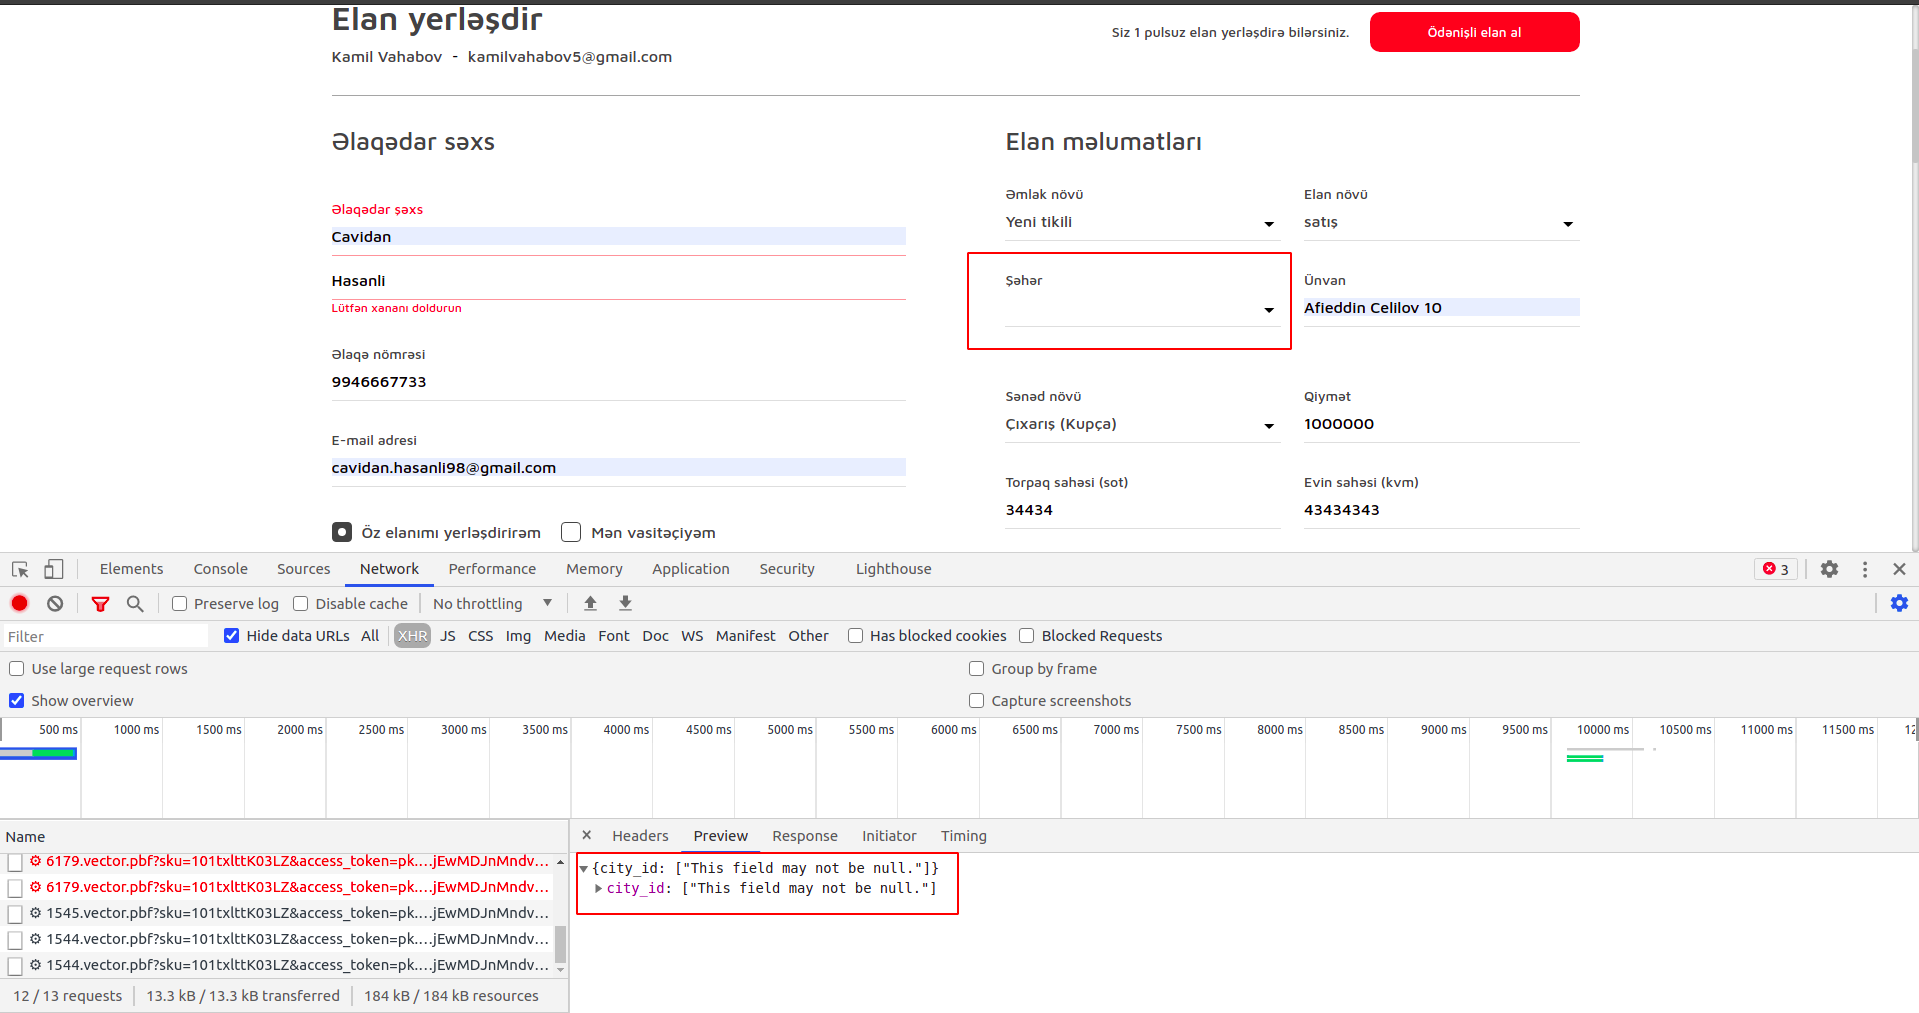 Elan yerləşdir
Kamil Vahabov - kamilvahabov5@gmail.com
Siz 1 pulsuz elan yerləşdirə bilərsiniz.
Ödənişli elan al
Əlaqədar səxs
Əlaqədar şəxs
Cavidan
Hasanli
Lütfən xananı doldurun
Əlaqə nömrəsi
9946667733
E-mail adresi
cavidan.hasanli98@gmail.com
Öz elanımı yerləşdirirəm
Mən vasitəçiyəm
Elan məlumatları
Əmlak növü
Elan növü
Yeni tikili
satış
Şəhər
Ünvan
Afieddin Celilov 10
Sənəd növü
Qiymət
Çıxarış (Kupça)
1000000
Torpaq sahəsi (sot)
Evin sahəsi (kvm)
34434
43434343
Elements Console Sources Network Performance Memory Application Security Lighthouse
3
Preserve log Disable cache No throttling
Filter
Hide data URLs All XHR JS CSS Img Media Font Doc WS Manifest Other Has blocked cookies Blocked Requests
Use large request rows
Group by frame
Show overview
Capture screenshots
500 ms 1000 ms 1500 ms 2000 ms 2500 ms 3000 ms 3500 ms 4000 ms 4500 ms 5000 ms 5500 ms 6000 ms 6500 ms 7000 ms 7500 ms 8000 ms 8500 ms 9000 ms 9500 ms 10000 ms 10500 ms 11000 ms 11500 ms
Name
6179.vector.pbf?sku=101txlttK03LZ&access_token=pk.…jEwMDJnMndv…
6179.vector.pbf?sku=101txlttK03LZ&access_token=pk.…jEwMDJnMndv…
1545.vector.pbf?sku=101txlttK03LZ&access_token=pk.…jEwMDJnMndv…
1544.vector.pbf?sku=101txlttK03LZ&access_token=pk.…jEwMDJnMndv…
1544.vector.pbf?sku=101txlttK03LZ&access_token=pk.…jEwMDJnMndv…
12 / 13 requests 13.3 kB / 13.3 kB transferred 184 kB / 184 kB resources
Headers Preview Response Initiator Timing
{city_id: ["This field may not be null."]}
city_id: ["This field may not be null."]